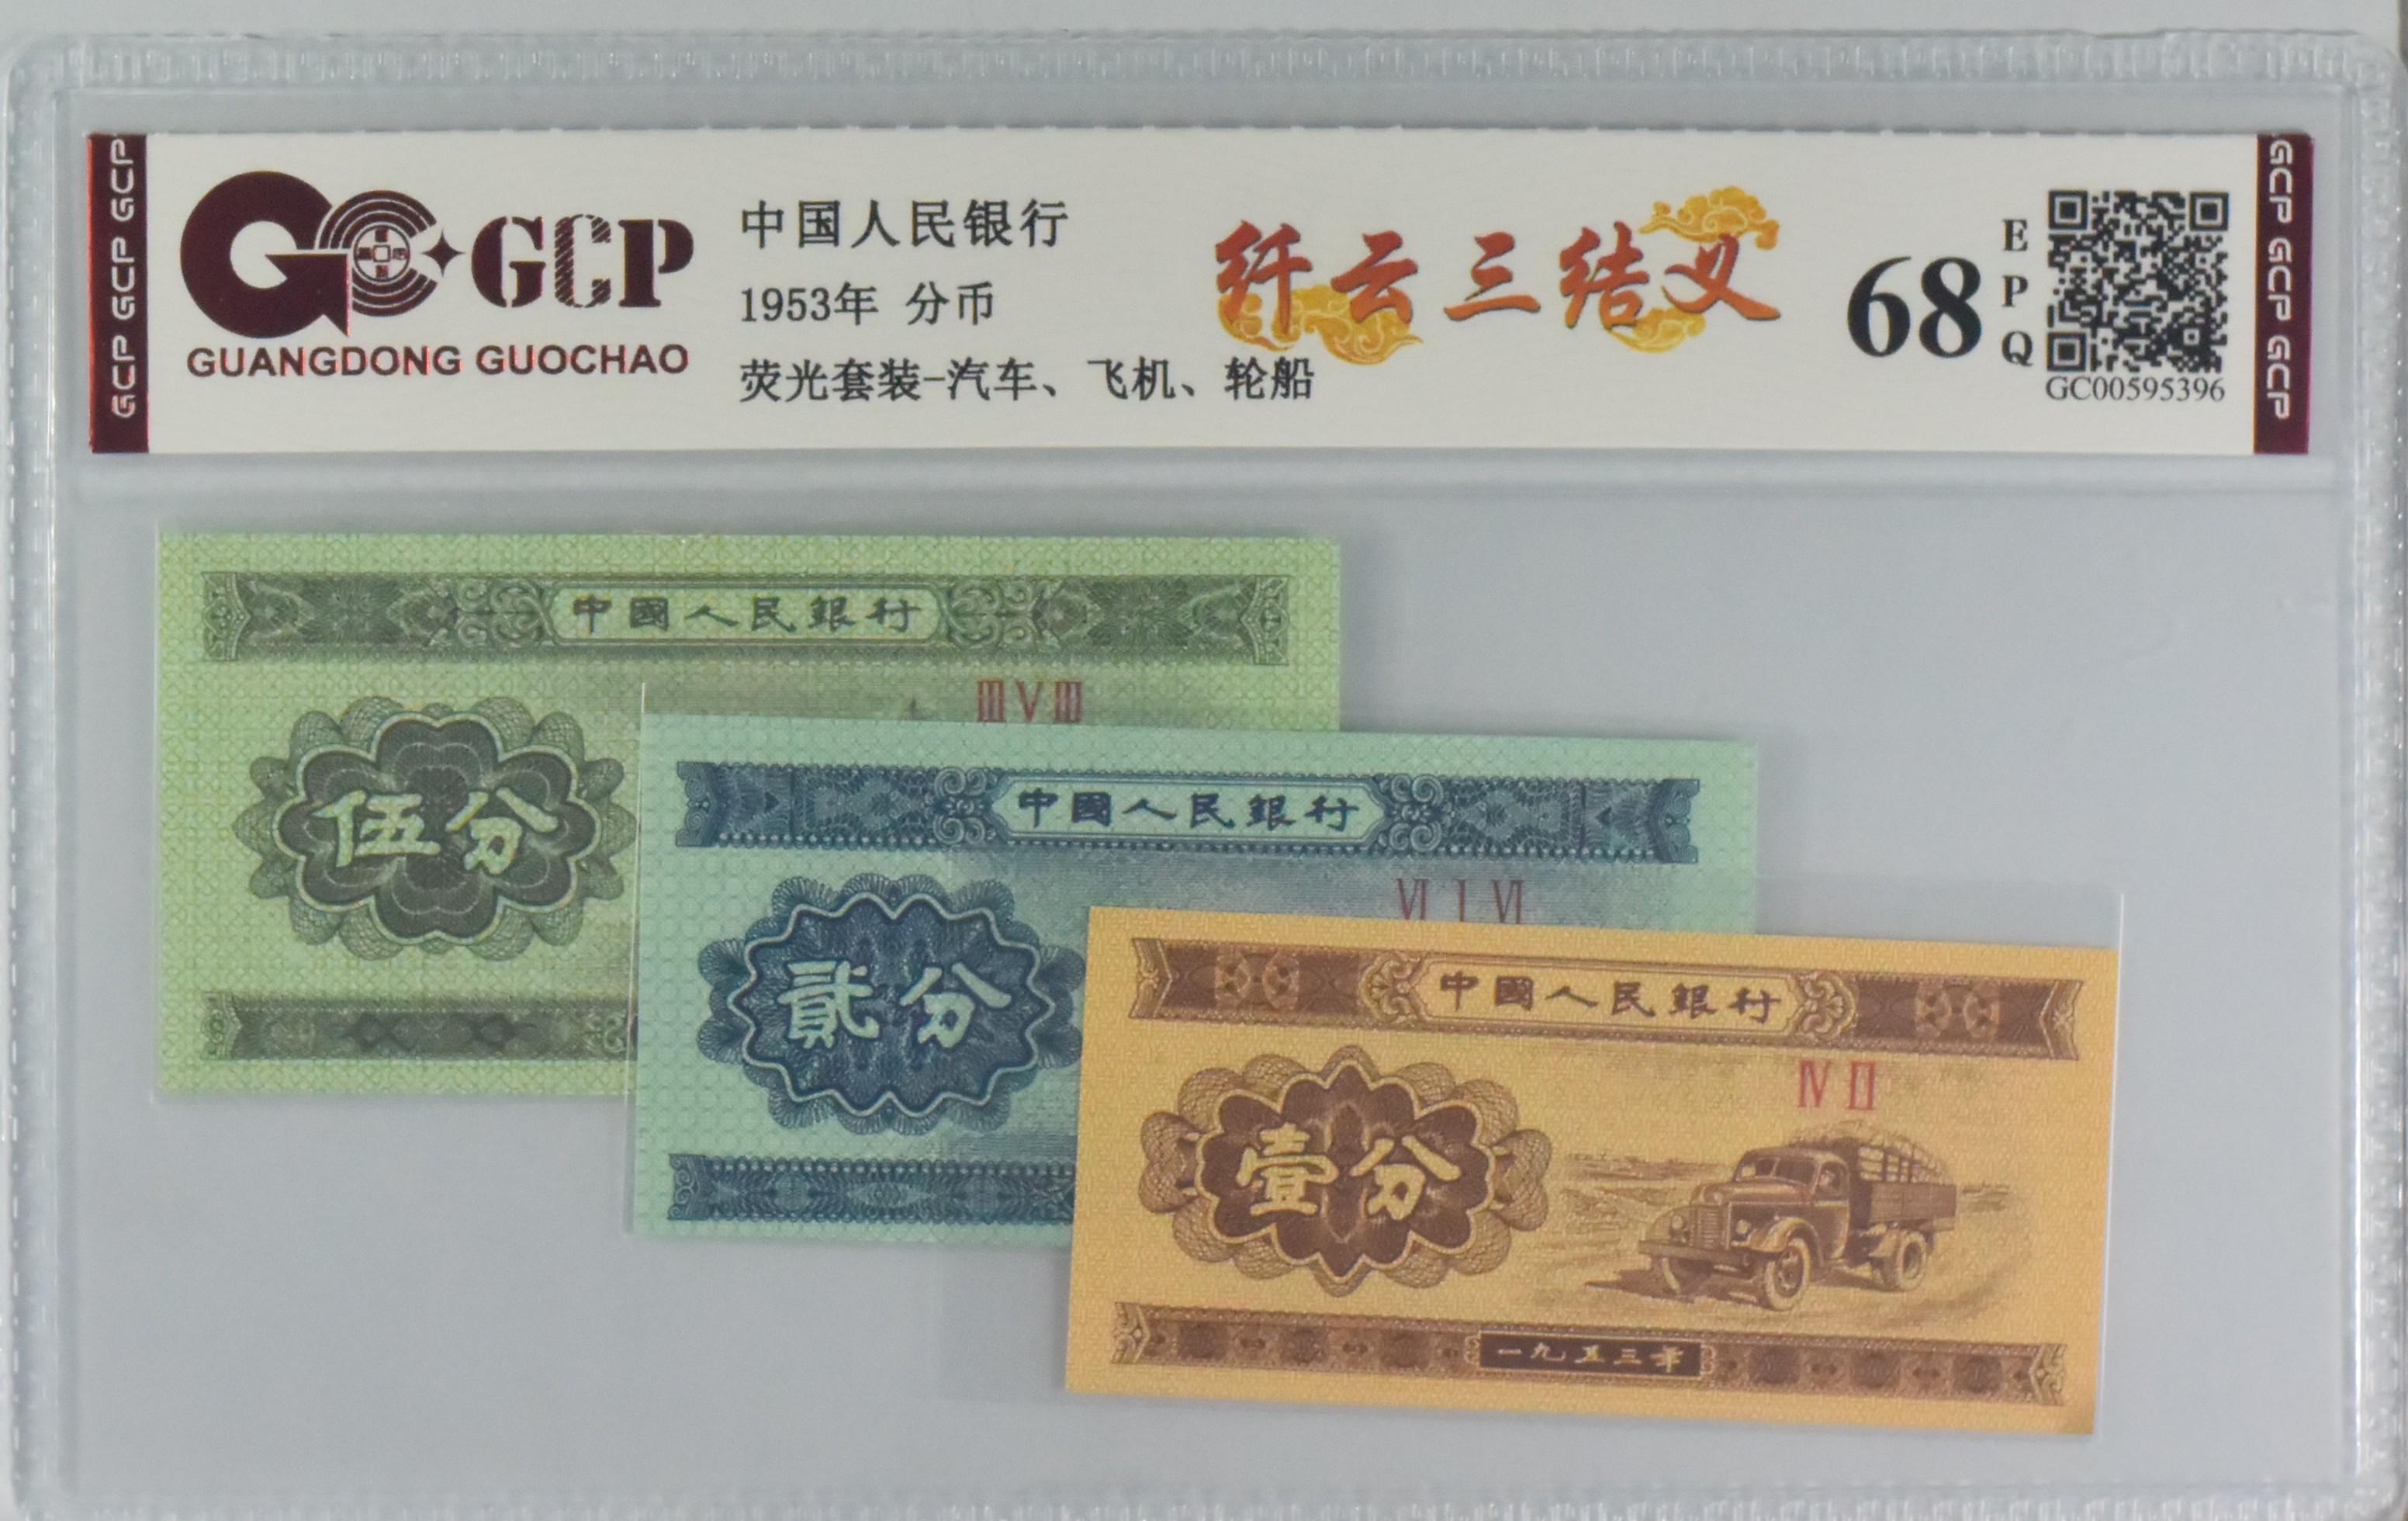 GCP GCP GCP
GCP
GUANGDONG GUOCHAO
中国人民银行
1953年 分币
荧光套装-汽车、飞机、轮船
纤云三结义
68
EPQ
GC00595396
GCP GCP GCP
中國人民銀行
ⅢⅤⅢ
伍分
中國人民銀行
Ⅵ Ⅰ Ⅵ
貳分
中國人民銀行
Ⅳ Ⅱ
壹分
一九五三年